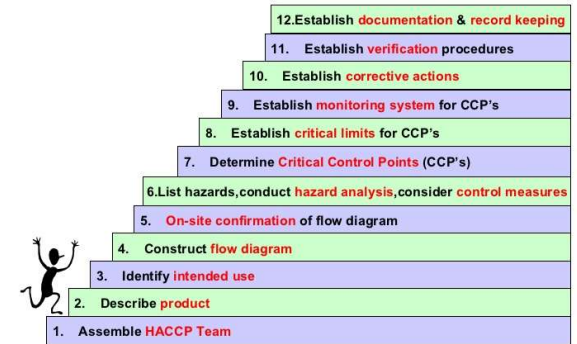 12.Establish documentation & record keeping
11. Establish verification procedures
10. Establish corrective actions
9. Establish monitoring system for CCP's
8. Establish critical limits for CCP's
7. Determine Critical Control Points (CCP's)
6.List hazards,conduct hazard analysis,consider control measures
5. On-site confirmation of flow diagram
4. Construct flow diagram
3. Identify intended use
2. Describe product
1. Assemble HACCP Team